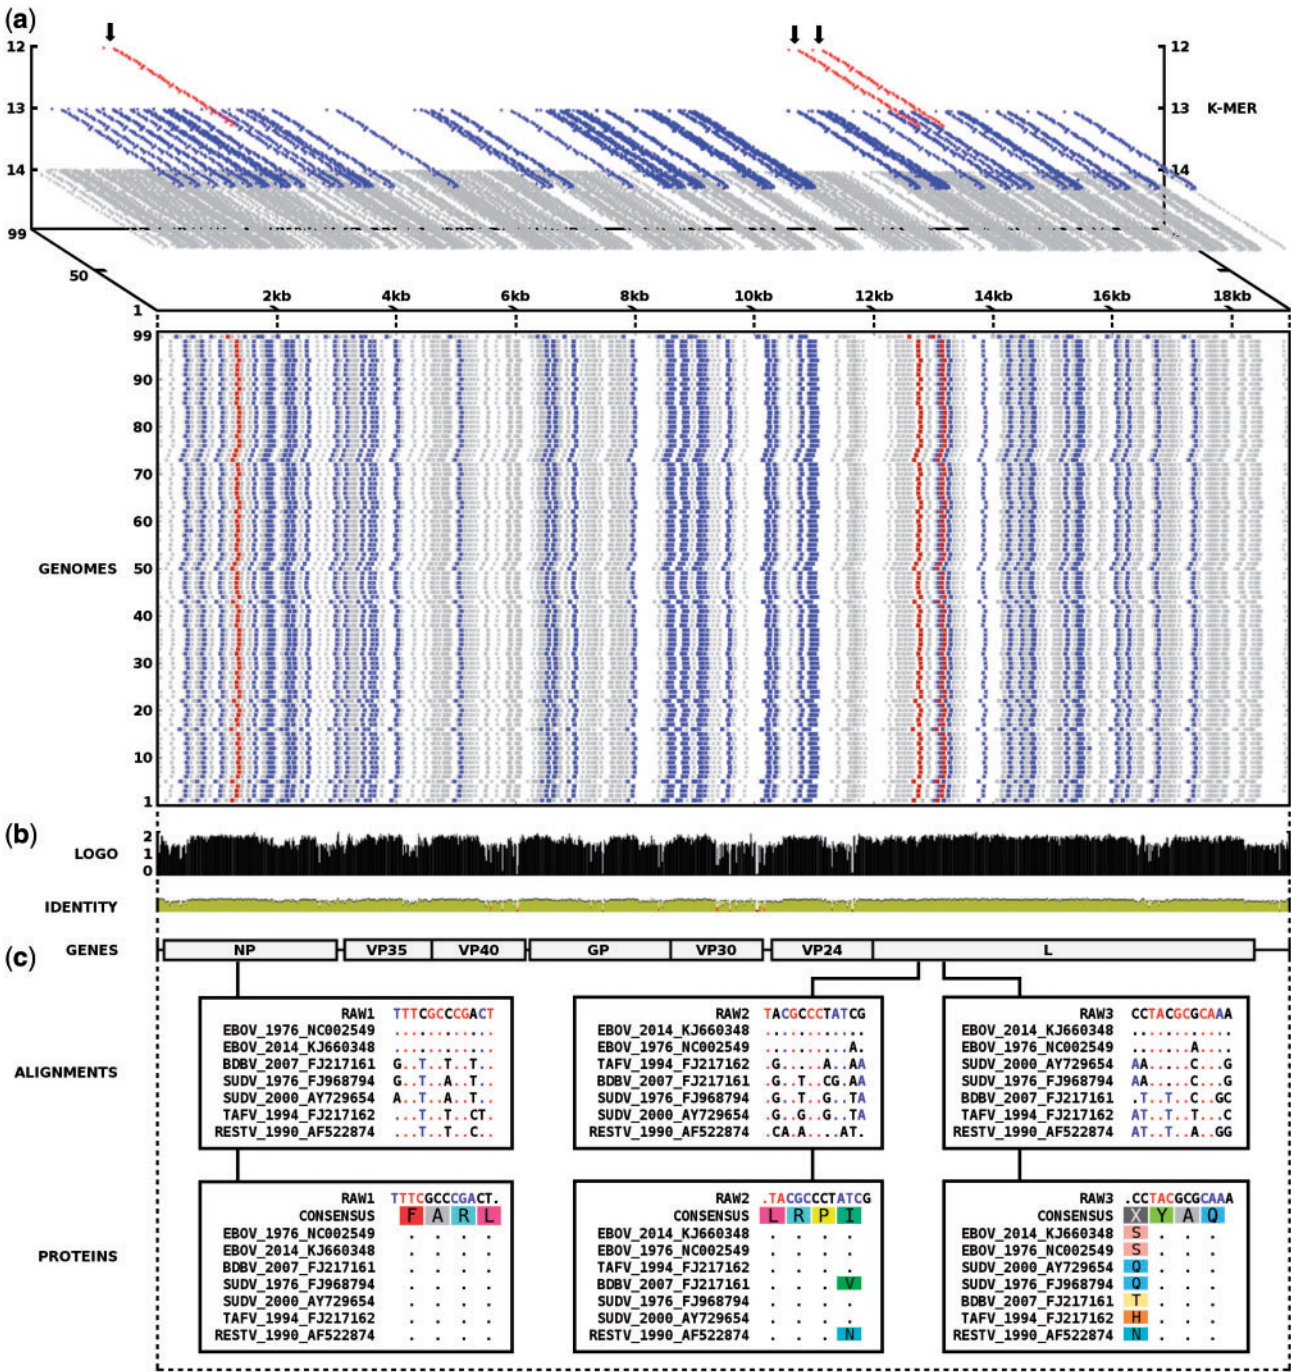 (a)
12
13
14
99
50
1
12
13
14
K-MER
2kb 4kb 6kb 8kb 10kb 12kb 14kb 16kb 18kb
99
90
80
70
60
GENOMES 50
40
30
20
10
1
(b)
LOGO
2
1
0
IDENTITY
(c)
GENES NP VP35 VP40 GP VP30 VP24 L
ALIGNMENTS
RAW1 TTTCGCCCGACT
EBOV_1976_NC002549 ............
EBOV_2014_KJ660348 ............
BDBV_2007_FJ217161 G..T..T..T..
SUDV_1976_FJ968794 G..T..A..T..
SUDV_2000_AY729654 A..T..A..T..
TAFV_1994_FJ217162 ...T..T..CT.
RESTV_1990_AF522874 ...T..T..C..
RAW2 TACGCCCTATCG
EBOV_2014_KJ660348 ............
EBOV_1976_NC002549 ..........A.
TAFV_1994_FJ217162 .G.....A..AA
BDBV_2007_FJ217161 .G..T..CG.AA
SUDV_1976_FJ968794 .G..T..G..TA
SUDV_2000_AY729654 .G..G..G..TA
RESTV_1990_AF522874 .CA.A....AT.
RAW3 CCTACGCGCAAA
EBOV_2014_KJ660348 ............
EBOV_1976_NC002549 .......A....
SUDV_2000_AY729654 AA.....C...G
SUDV_1976_FJ968794 AA.....C...G
BDBV_2007_FJ217161 .T..T..C..GC
TAFV_1994_FJ217162 AT..T..T...C
RESTV_1990_AF522874 AT..T..A..GG
PROTEINS
RAW1 TTTCGCCCGACT.
CONSENSUS F A R L
EBOV_1976_NC002549 . . . .
EBOV_2014_KJ660348 . . . .
BDBV_2007_FJ217161 . . . .
SUDV_1976_FJ968794 . . . .
SUDV_2000_AY729654 . . . .
TAFV_1994_FJ217162 . . . .
RESTV_1990_AF522874 . . . .
RAW2 .TACGCCCTATCG
CONSENSUS L R P I
EBOV_2014_KJ660348 . . . .
EBOV_1976_NC002549 . . . .
TAFV_1994_FJ217162 . . . .
BDBV_2007_FJ217161 . . . V
SUDV_1976_FJ968794 . . . .
SUDV_2000_AY729654 . . . .
RESTV_1990_AF522874 . . . N
RAW3 .CCTACGCGCAAA
CONSENSUS X Y A Q
EBOV_2014_KJ660348 S . . .
EBOV_1976_NC002549 S . . .
SUDV_2000_AY729654 Q . . .
SUDV_1976_FJ968794 Q . . .
BDBV_2007_FJ217161 T . . .
TAFV_1994_FJ217162 H . . .
RESTV_1990_AF522874 N . . .